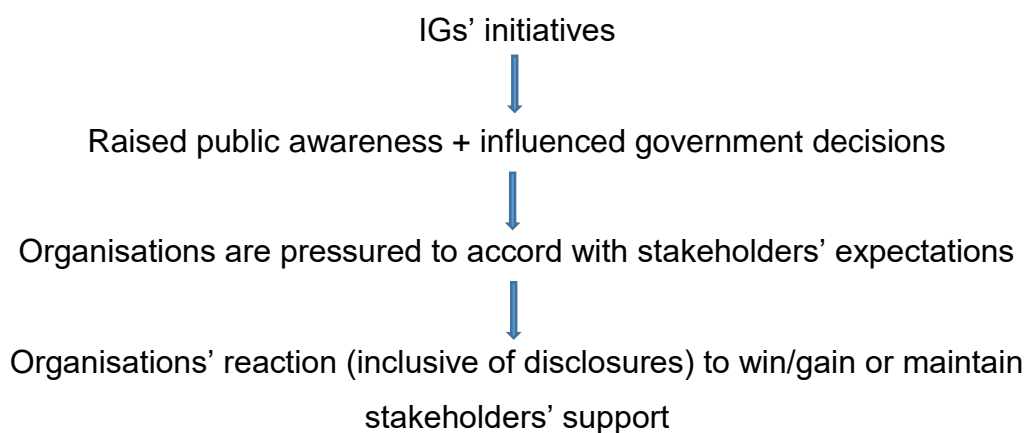 IGs’ initiatives
Raised public awareness + influenced government decisions
Organisations are pressured to accord with stakeholders’ expectations
Organisations’ reaction (inclusive of disclosures) to win/gain or maintain
stakeholders’ support